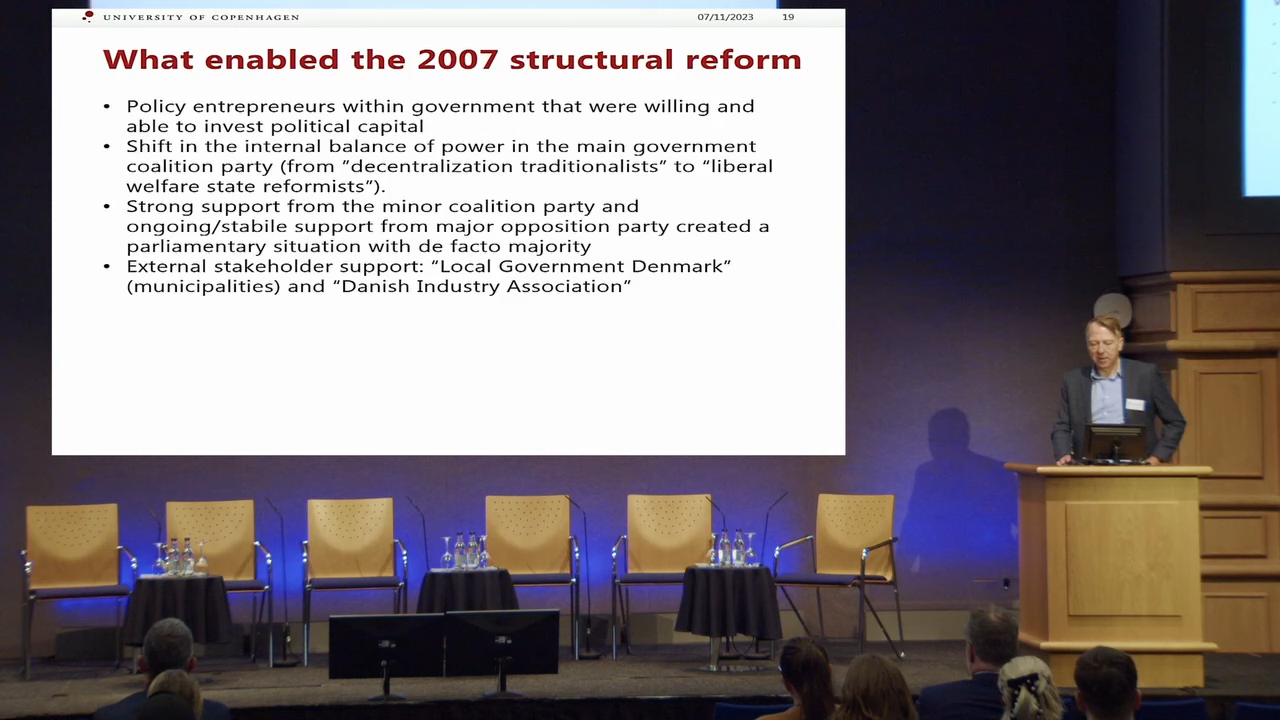 UNIVERSITY OF COPENHAGEN
07/11/2023 19
What enabled the 2007 structural reform
• Policy entrepreneurs within government that were willing and
able to invest political capital
• Shift in the internal balance of power in the main government
coalition party (from “decentralization traditionalists” to “liberal
welfare state reformists”).
• Strong support from the minor coalition party and
ongoing/stabile support from major opposition party created a
parliamentary situation with de facto majority
• External stakeholder support: “Local Government Denmark”
(municipalities) and “Danish Industry Association”